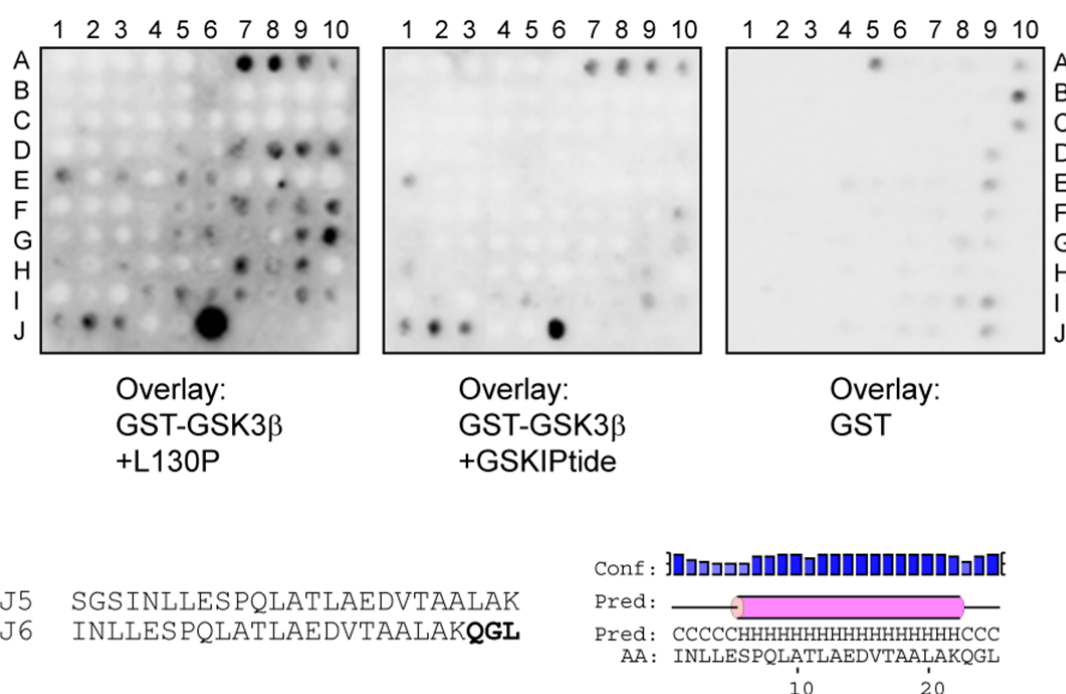 1 2 3 4 5 6 7 8 9 10 1 2 3 4 5 6 7 8 9 10 1 2 3 4 5 6 7 8 9 10
A A
B B
C C
D D
E E
F F
G G
H H
I I
J J
Overlay: Overlay: Overlay:
GST-GSK3β GST-GSK3β GST
+L130P +GSKIPtide
Conf:
J5 SGSINLLESPQLATLAEDVTAALAK Pred:
J6 INLLESPQLATLAEDVTAALAKQGL Pred: CCCCCHHHHHHHHHHHHHHHHHCCC
AA: INLLESPQLATLAEDVTAALAKQGL
10 20